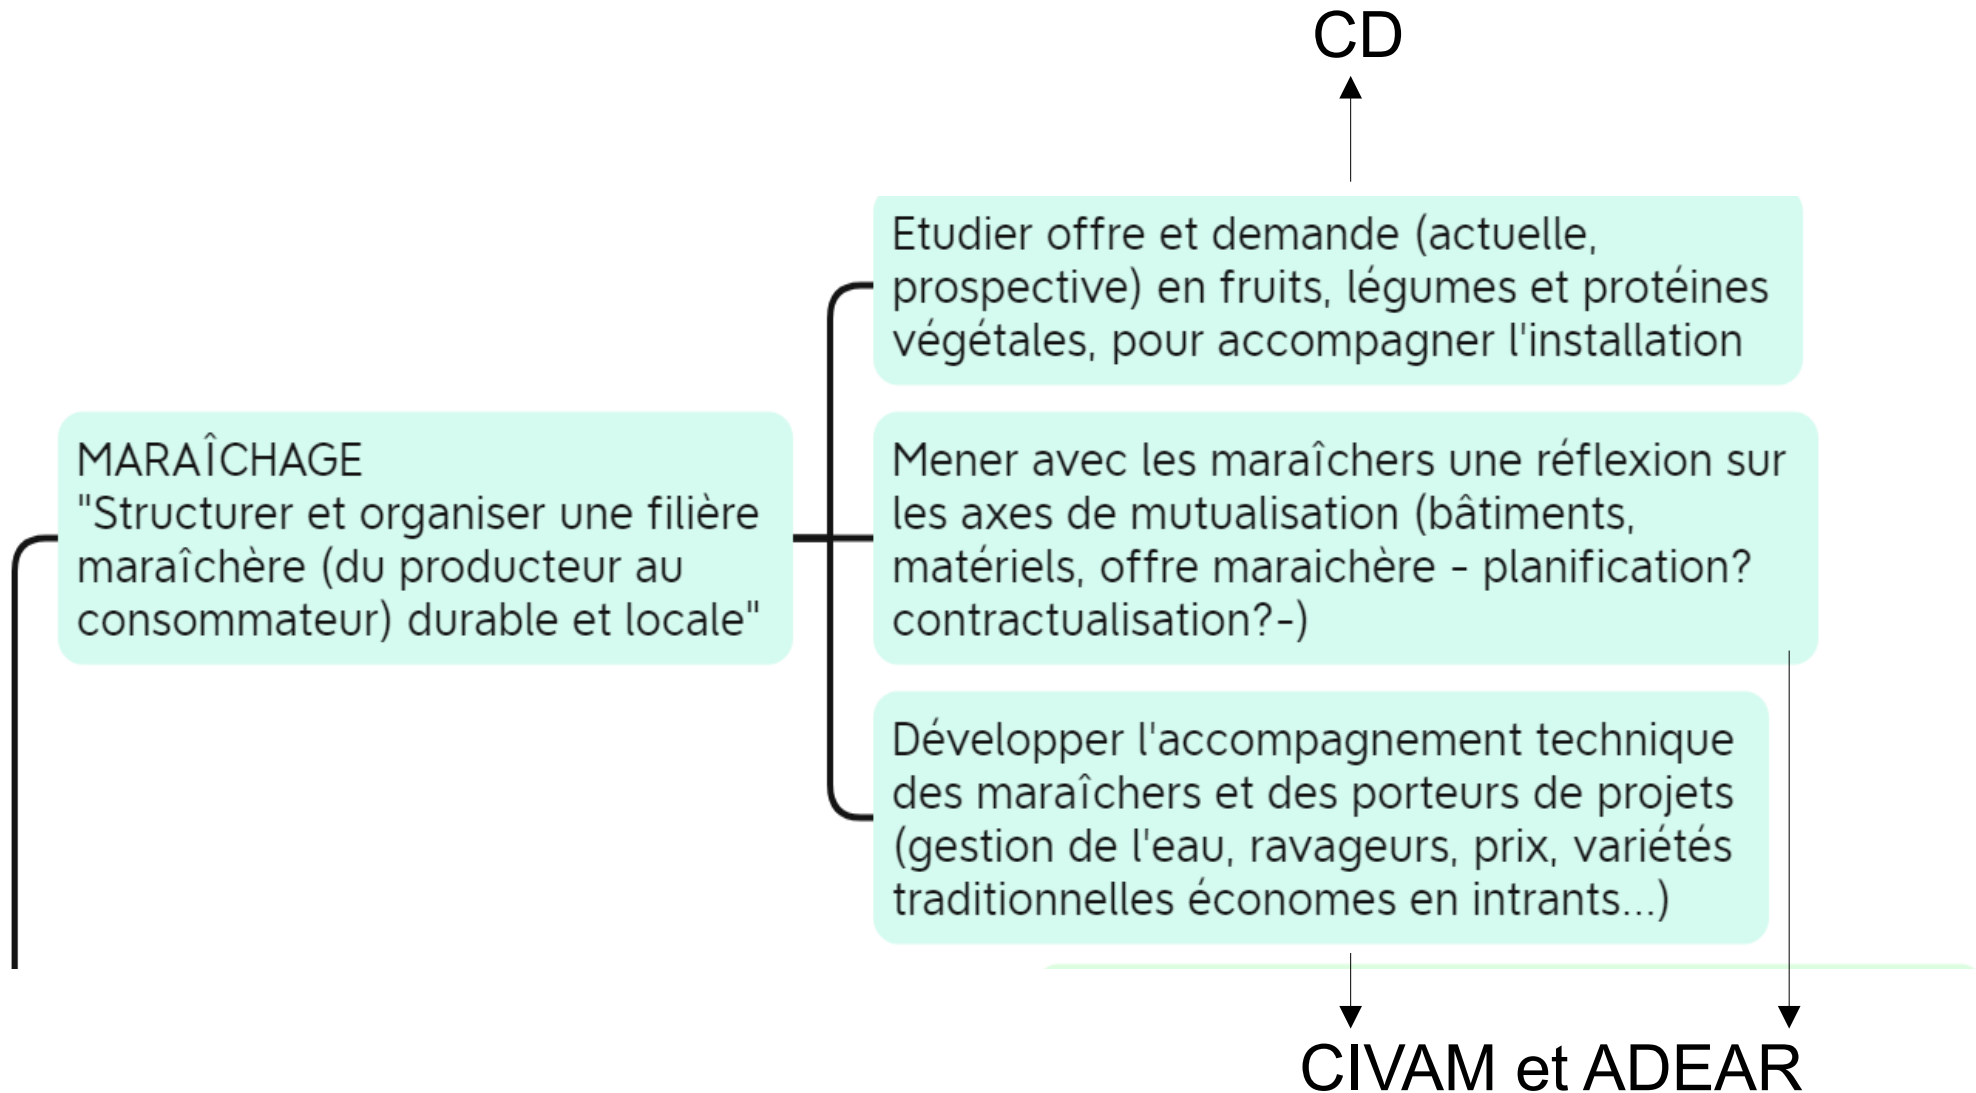 CD
Etudier offre et demande (actuelle,
prospective) en fruits, légumes et protéines
végétales, pour accompagner l'installation
MARAÎCHAGE
"Structurer et organiser une filière
maraîchère (du producteur au
consommateur) durable et locale"
Mener avec les maraîchers une réflexion sur
les axes de mutualisation (bâtiments,
matériels, offre maraichère - planification?
contractualisation?-)
Développer l'accompagnement technique
des maraîchers et des porteurs de projets
(gestion de l'eau, ravageurs, prix, variétés
traditionnelles économes en intrants...)
CIVAM et ADEAR